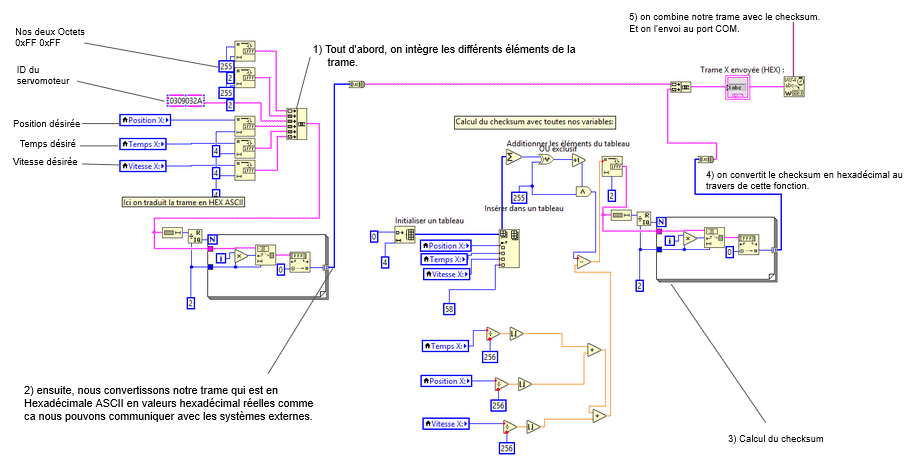 Nos deux Octets
0xFF 0xFF
ID du
servomoteur
Position désirée
Temps désiré
Vitesse désirée
255
2
255
2
0309032A
Position X:
Temps X:
Vitesse X:
4
4
4
Ici on traduit la trame en HEX ASCII
1) Tout d'abord, on intègre les différents éléments de la
trame.
5) on combine notre trame avec le checksum.
Et on l'envoi au port COM.
Trame X envoyée (HEX) :
abc
Calcul du checksum avec toutes nos variables:
Additionner les éléments du tableau
OU exclusif
255
2
4) on convertit le checksum en hexadécimal au
travers de cette fonction.
Insérer dans un tableau
Initialiser un tableau
0
4
Position X:
Temps X:
Vitesse X:
58
N
i
0
2
N
i
0
2
Temps X:
256
Position X:
256
Vitesse X:
256
2) ensuite, nous convertissons notre trame qui est en
Hexadécimale ASCII en valeurs hexadécimal réelles comme
ca nous pouvons communiquer avec les systèmes externes.
3) Calcul du checksum